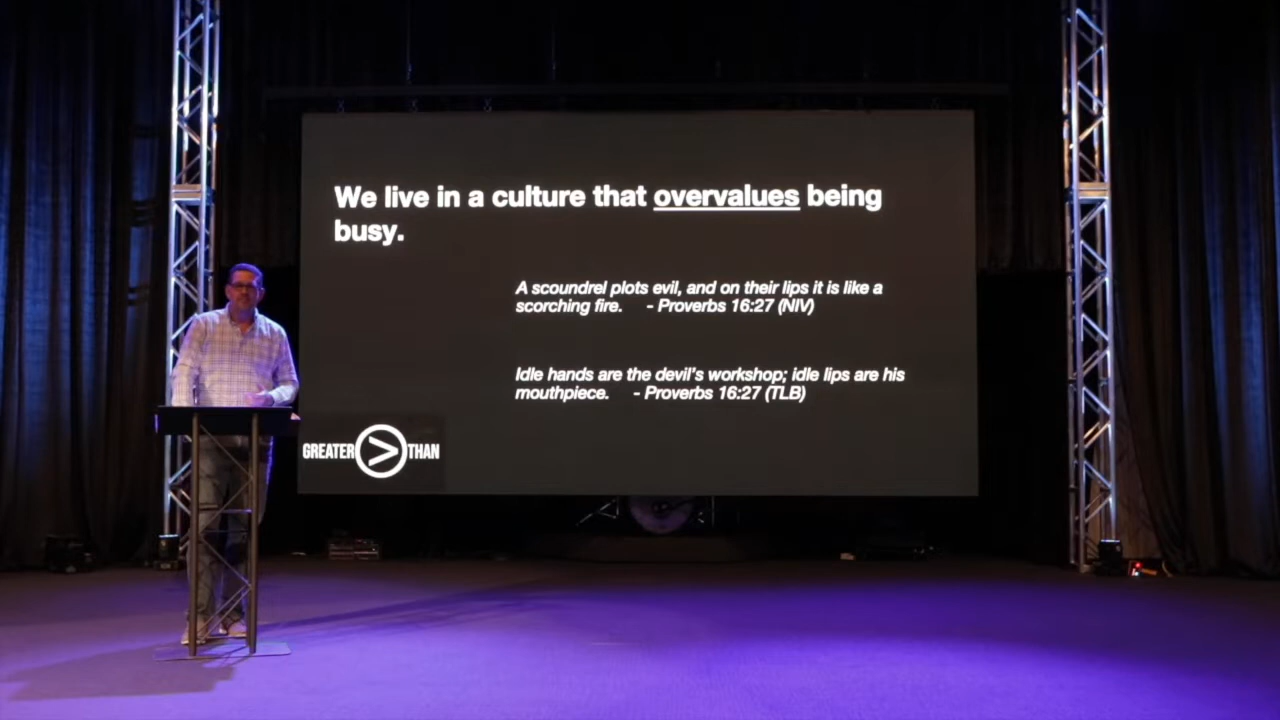 We live in a culture that overvalues being
busy.
A scoundrel plots evil, and on their lips it is like a
scorching fire. - Proverbs 16:27 (NIV)
Idle hands are the devil's workshop; idle lips are his
mouthpiece. - Proverbs 16:27 (TLB)
GREATER > THAN